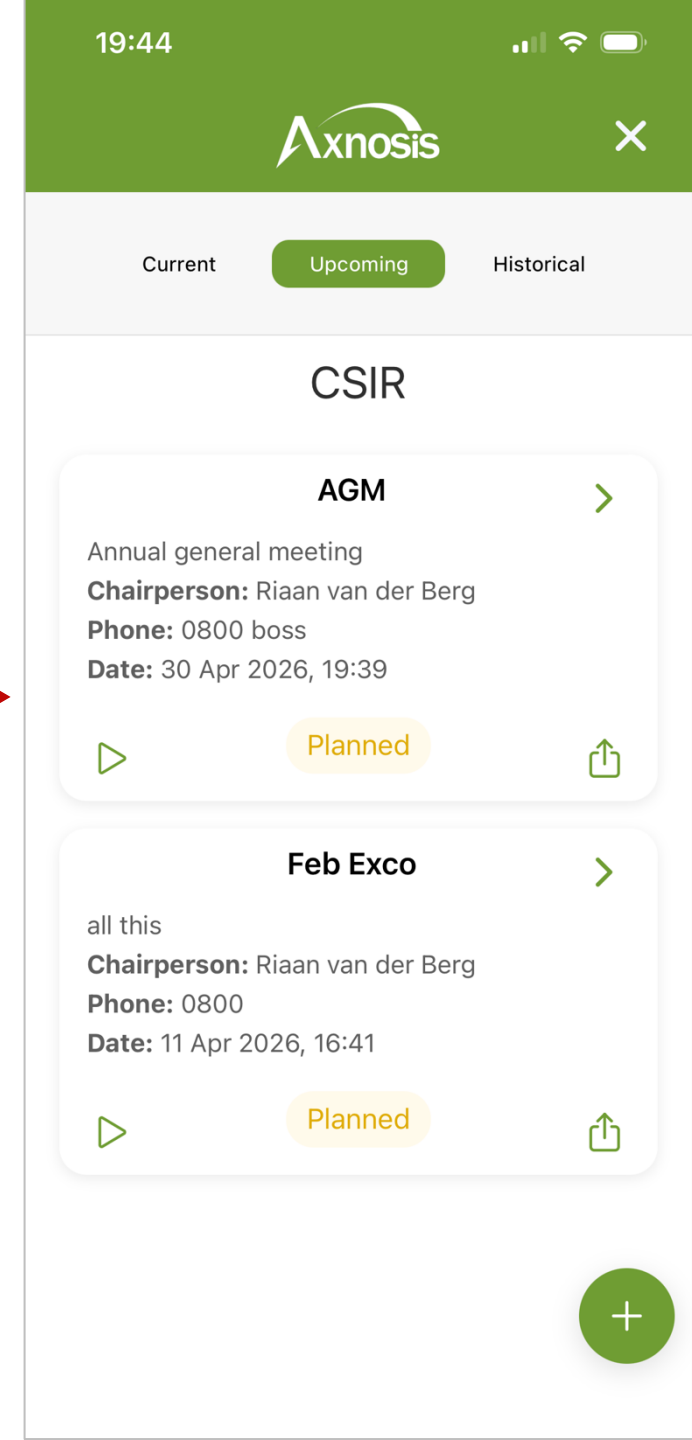 19:44
Axnosis
Current Upcoming Historical
CSIR
AGM
Annual general meeting
Chairperson: Riaan van der Berg
Phone: 0800 boss
Date: 30 Apr 2026, 19:39
Planned
Feb Exco
all this
Chairperson: Riaan van der Berg
Phone: 0800
Date: 11 Apr 2026, 16:41
Planned